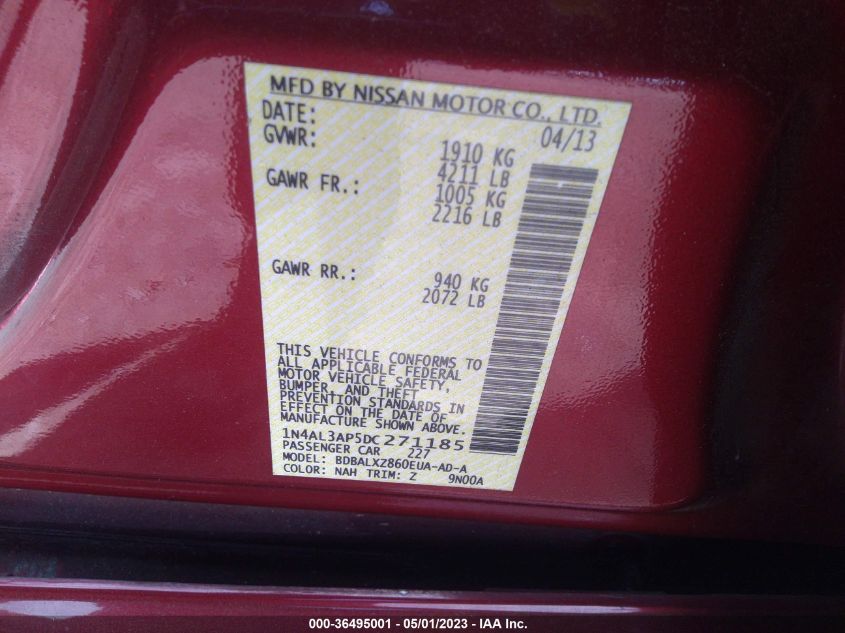 MFD BY NISSAN MOTOR CO., LTD.
DATE: 04/13
GVWR: 1910 KG
4211 LB
GAWR FR.: 1005 KG
2216 LB
GAWR RR.: 940 KG
2072 LB
THIS VEHICLE CONFORMS TO
ALL APPLICABLE FEDERAL
MOTOR VEHICLE SAFETY,
BUMPER, AND THEFT
PREVENTION STANDARDS IN
EFFECT ON THE DATE OF
MANUFACTURE SHOWN ABOVE.
1N4AL3AP5DC271185
PASSENGER CAR 227
MODEL: BDBALXZ860EUA-AD-A
COLOR: NAH TRIM: Z 9N00A
000-36495001 - 05/01/2023 - IAA Inc.